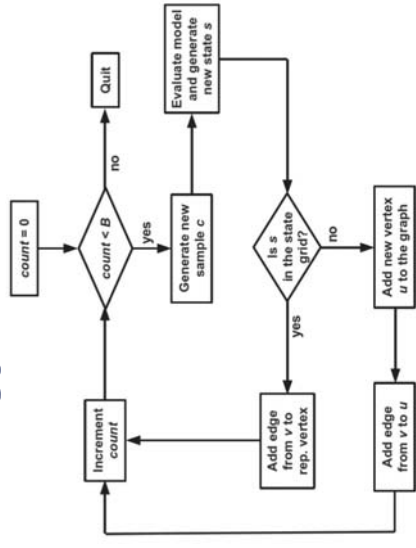 count = 0
count < B
no
Quit
yes
Generate new
sample c
Evaluate model
and generate
new state s
Is s
in the state
grid?
yes
no
Add edge
from v to
rep. vertex
Increment
count
Add new vertex
u to the graph
Add edge
from v to u